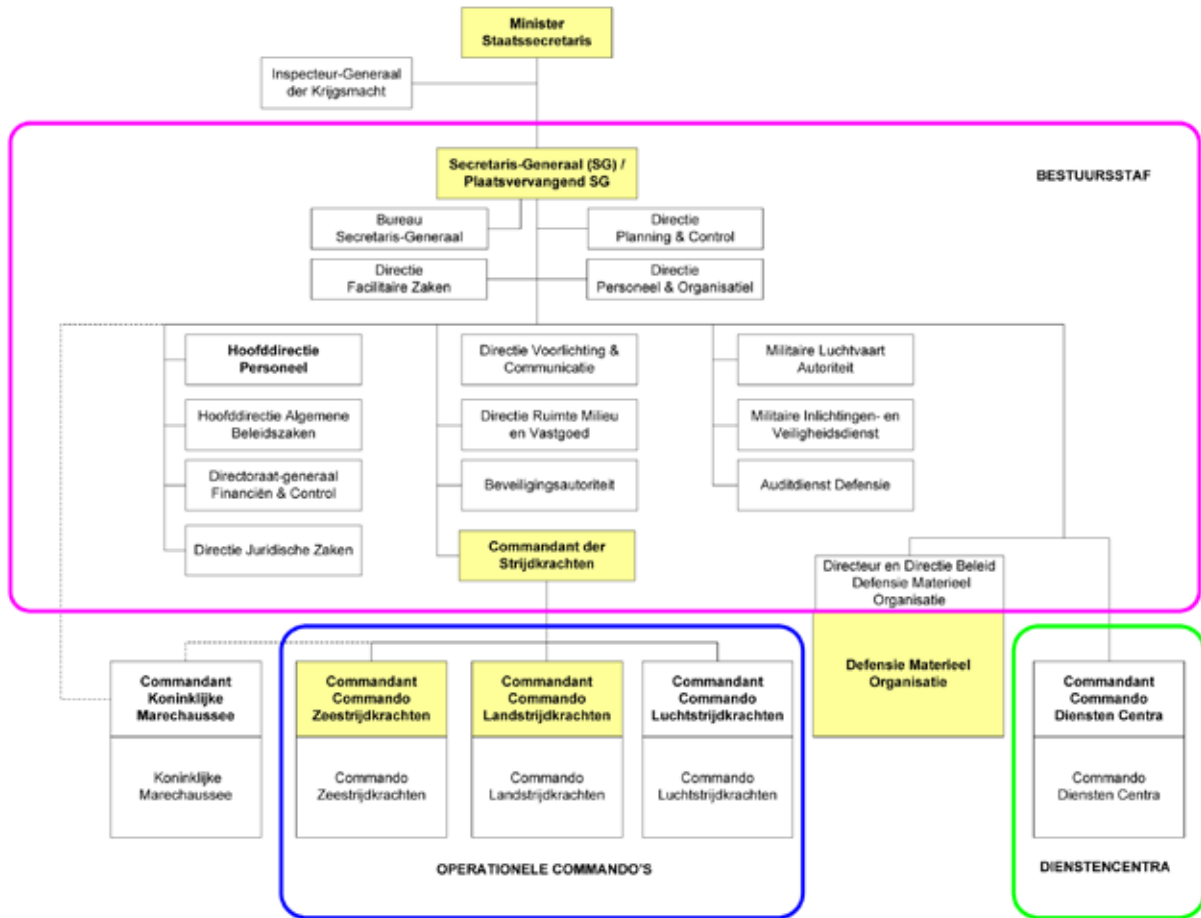 Minister
Staatssecretaris
Inspecteur-Generaal
der Krijgsmacht
Secretaris-Generaal (SG) /
Plaatsvervangend SG
BESTUURSSTAF
Bureau
Secretaris-Generaal
Directie
Planning & Control
Directie
Facilitaire Zaken
Directie
Personeel & Organisatiel
Hoofddirectie
Personeel
Directie Voorlichting &
Communicatie
Militaire Luchtvaart
Autoriteit
Hoofddirectie Algemene
Beleidszaken
Directie Ruimte Milieu
en Vastgoed
Militaire Inlichtingen- en
Veiligheidsdienst
Directoraat-generaal
Financiën & Control
Beveiligingsautoriteit
Auditdienst Defensie
Directie Juridische Zaken
Commandant der
Strijdkrachten
Directeur en Directie Beleid
Defensie Materieel
Organisatie
Defensie Materieel
Organisatie
Commandant
Koninklijke
Marechaussee
Commandant
Commando
Zeestrijdkrachten
Commandant
Commando
Landstrijdkrachten
Commandant
Commando
Luchtstrijdkrachten
Commandant
Commando
Diensten Centra
Koninklijke
Marechaussee
Commando
Zeestrijdkrachten
Commando
Landstrijdkrachten
Commando
Luchtstrijdkrachten
Commando
Diensten Centra
OPERATIONELE COMMANDO'S
DIENSTENCENTRA